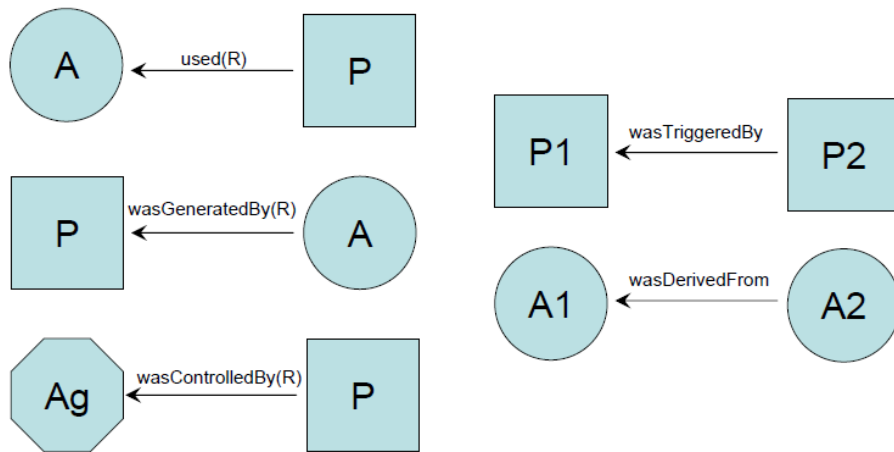 A
used(R)
P
P
wasGeneratedBy(R)
A
Ag
wasControlledBy(R)
P
P1
wasTriggeredBy
P2
A1
wasDerivedFrom
A2